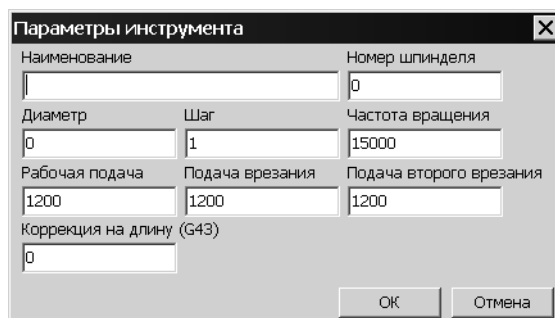 Параметры инструмента
Наименование Номер шпинделя
0
Диаметр Шаг Частота вращения
0 1 15000
Рабочая подача Подача врезания Подача второго врезания
1200 1200 1200
Коррекция на длину (G43)
0
ОК Отмена